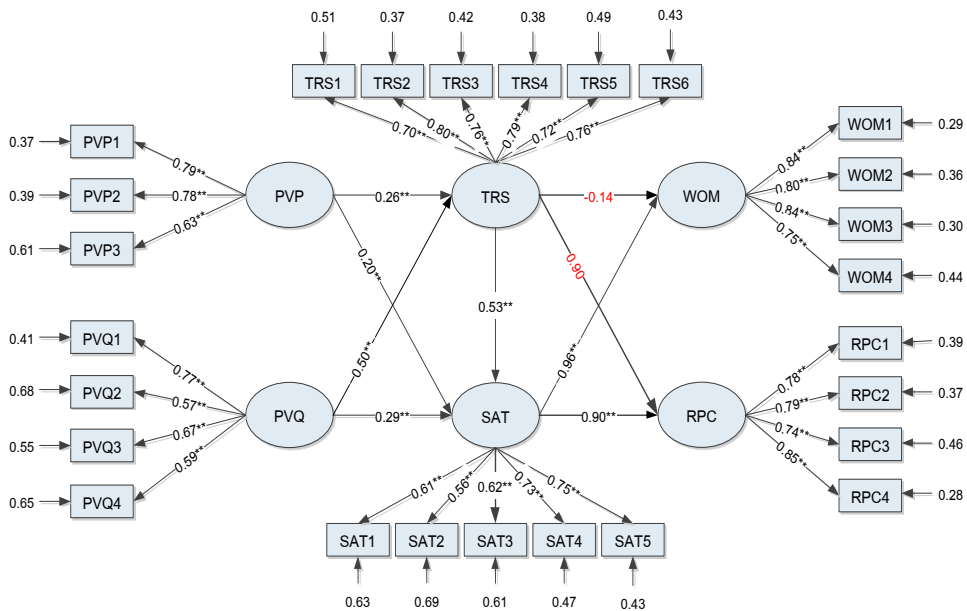 0.51 0.37 0.42 0.38 0.49 0.43
TRS1 TRS2 TRS3 TRS4 TRS5 TRS6
0.70** 0.80** 0.76** 0.79** 0.72** 0.76**
0.37 PVP1 0.79**
0.39 PVP2 0.78**
0.61 PVP3 0.63**
PVP 0.26** TRS -0.14 WOM
0.84** WOM1 0.29
0.80** WOM2 0.36
0.84** WOM3 0.30
0.75** WOM4 0.44
0.20** 0.90
0.53**
0.50** 0.96**
0.41 PVQ1 0.77**
0.68 PVQ2 0.57**
0.55 PVQ3 0.67**
0.65 PVQ4 0.59**
PVQ 0.29** SAT 0.90** RPC
0.78** RPC1 0.39
0.79** RPC2 0.37
0.74** RPC3 0.46
0.85** RPC4 0.28
0.61** 0.56** 0.62** 0.73** 0.75**
SAT1 SAT2 SAT3 SAT4 SAT5
0.63 0.69 0.61 0.47 0.43